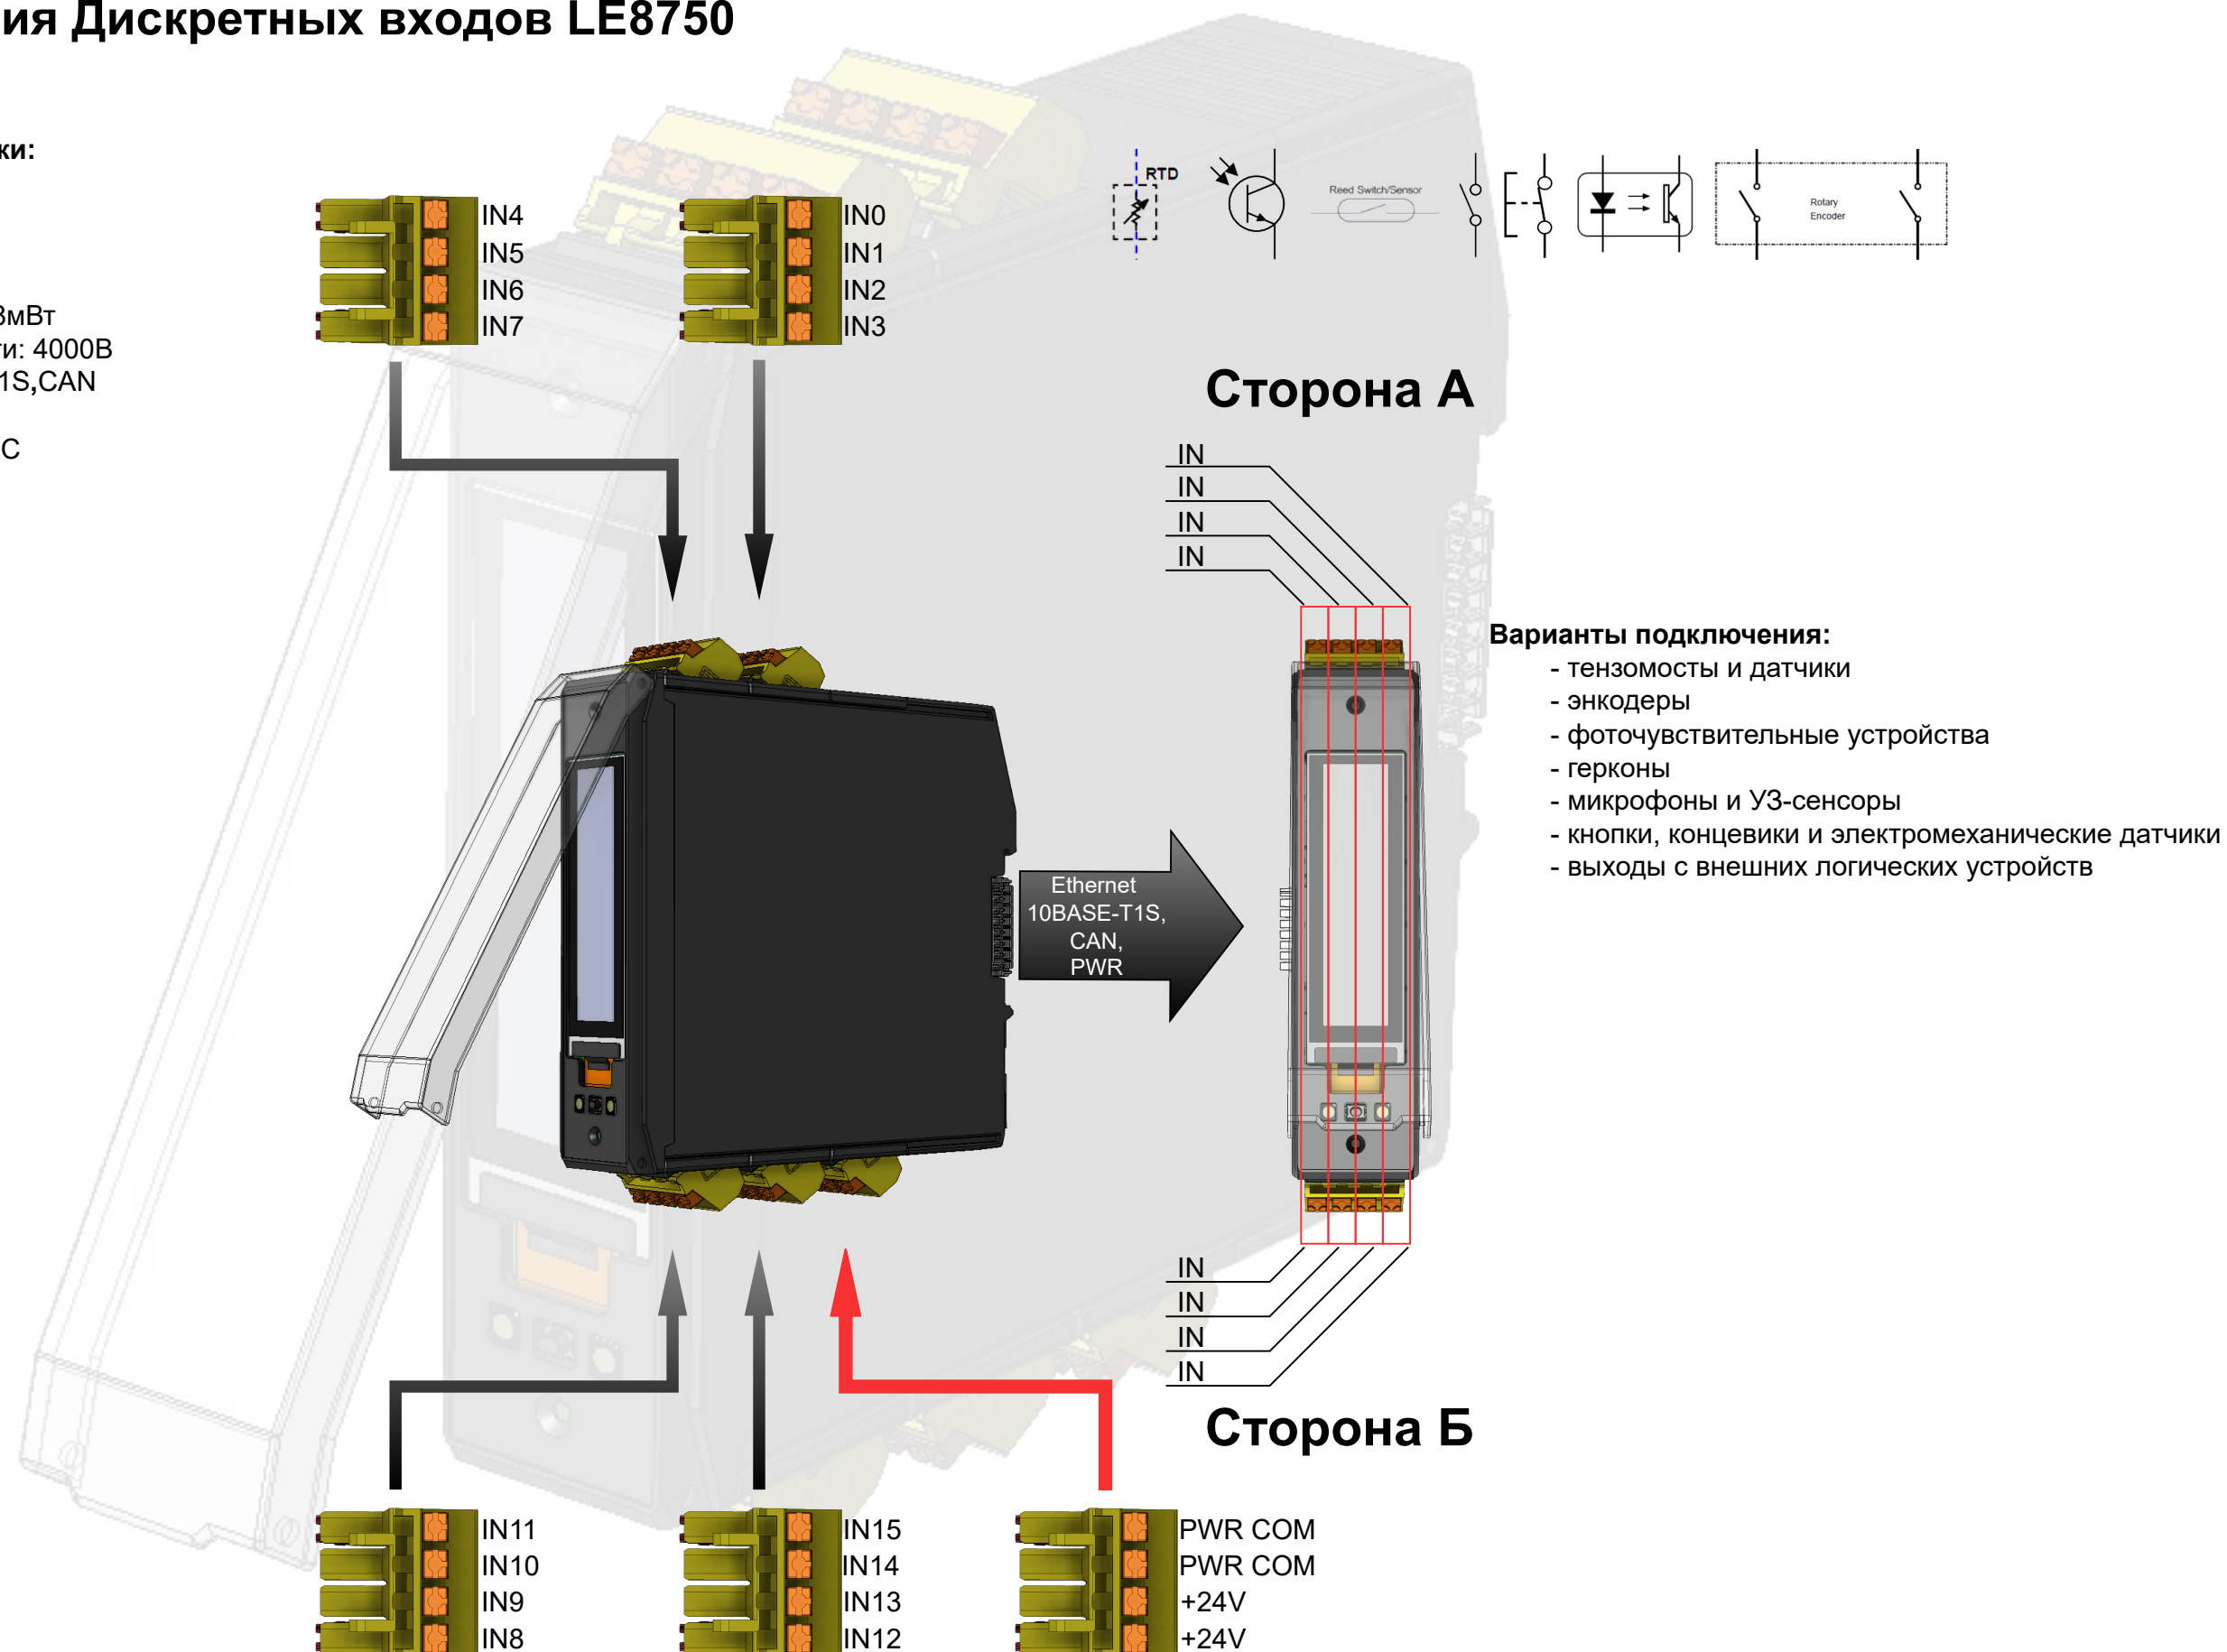 ия Дискретных входов LE8750
ки:
3мВт
ти: 4000В
1S,CAN
С
IN4
IN5
IN6
IN7
IN0
IN1
IN2
IN3
RTD
Reed Switch/Sensor
Rotary
Encoder
Сторона А
IN
IN
IN
IN
Варианты подключения:
- тензомосты и датчики
- энкодеры
- фоточувствительные устройства
- герконы
- микрофоны и УЗ-сенсоры
- кнопки, концевики и электромеханические датчики
- выходы с внешних логических устройств
Ethernet
10BASE-T1S,
CAN,
PWR
IN
IN
IN
IN
Сторона Б
IN11
IN10
IN9
IN8
IN15
IN14
IN13
IN12
PWR COM
PWR COM
+24V
+24V